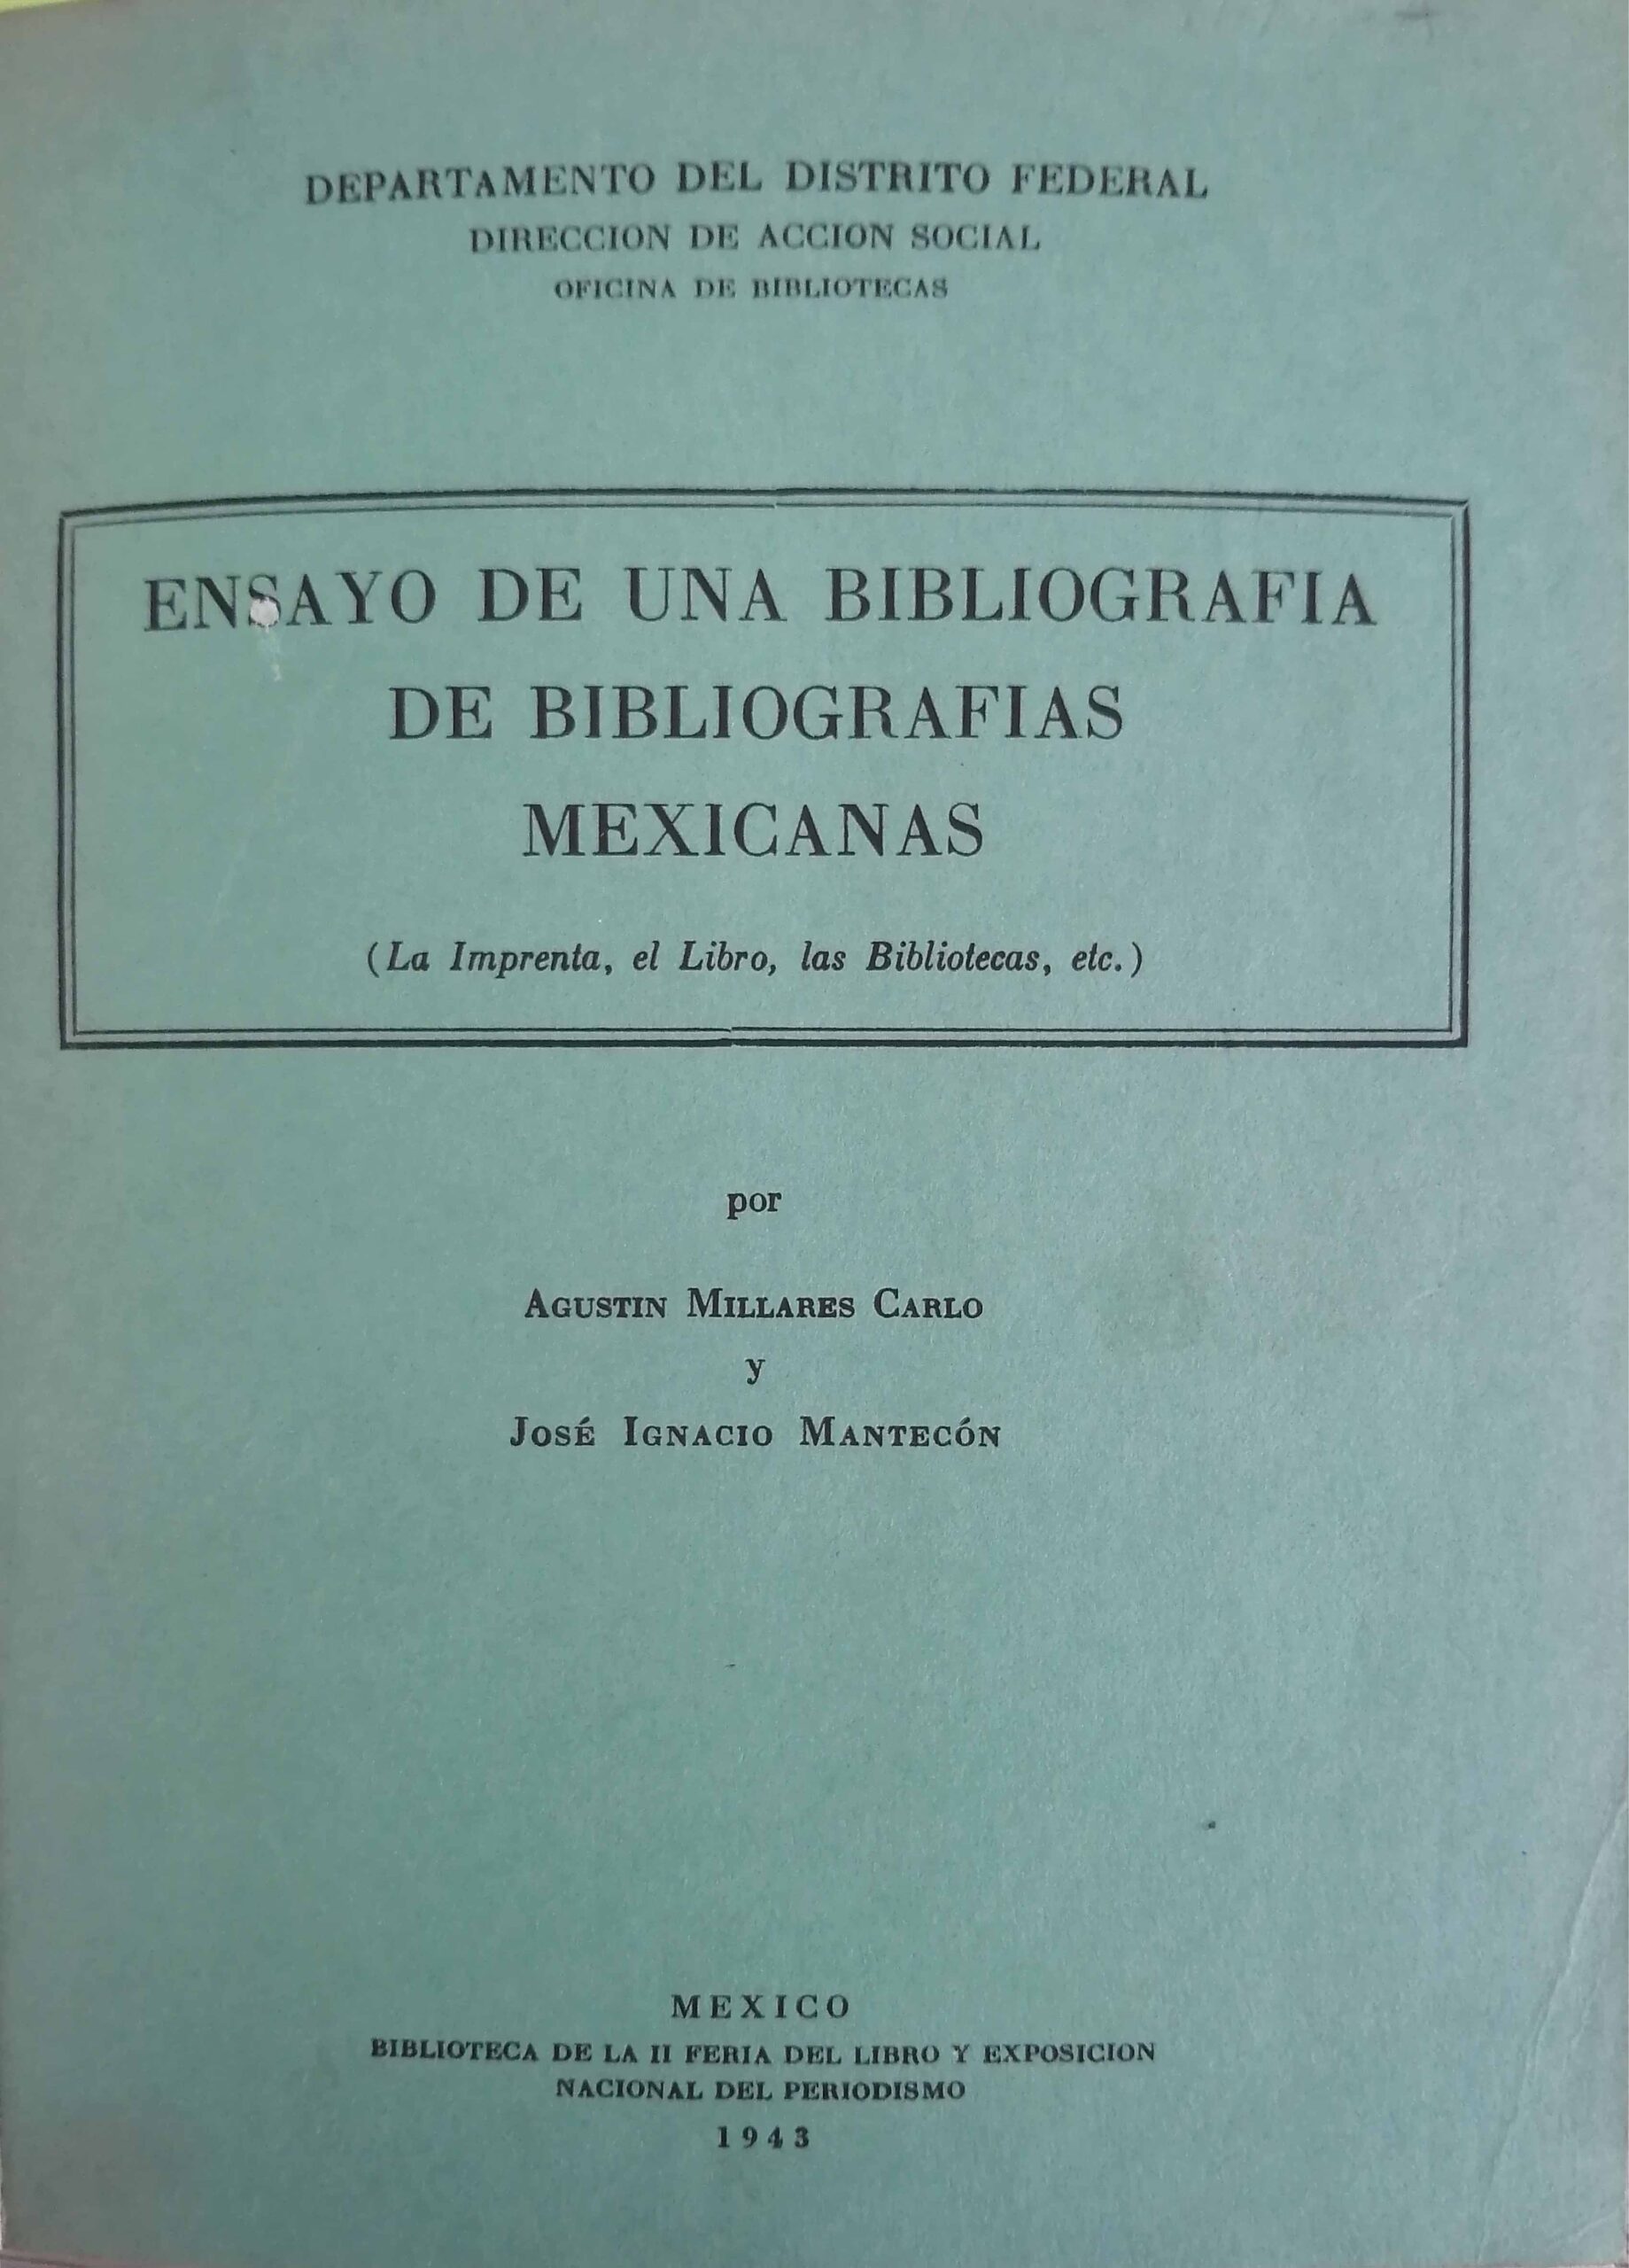 DEPARTAMENTO DEL DISTRITO FEDERAL
DIRECCION DE ACCION SOCIAL
OFICINA DE BIBLIOTECAS
ENSAYO DE UNA BIBLIOGRAFIA
DE BIBLIOGRAFIAS
MEXICANAS
(La Imprenta, el Libro, las Bibliotecas, etc.)
por
AGUSTIN MILLARES CARLO
y
JOSÉ IGNACIO MANTECÓN
MEXICO
BIBLIOTECA DE LA II FERIA DEL LIBRO Y EXPOSICION
NACIONAL DEL PERIODISMO
1943